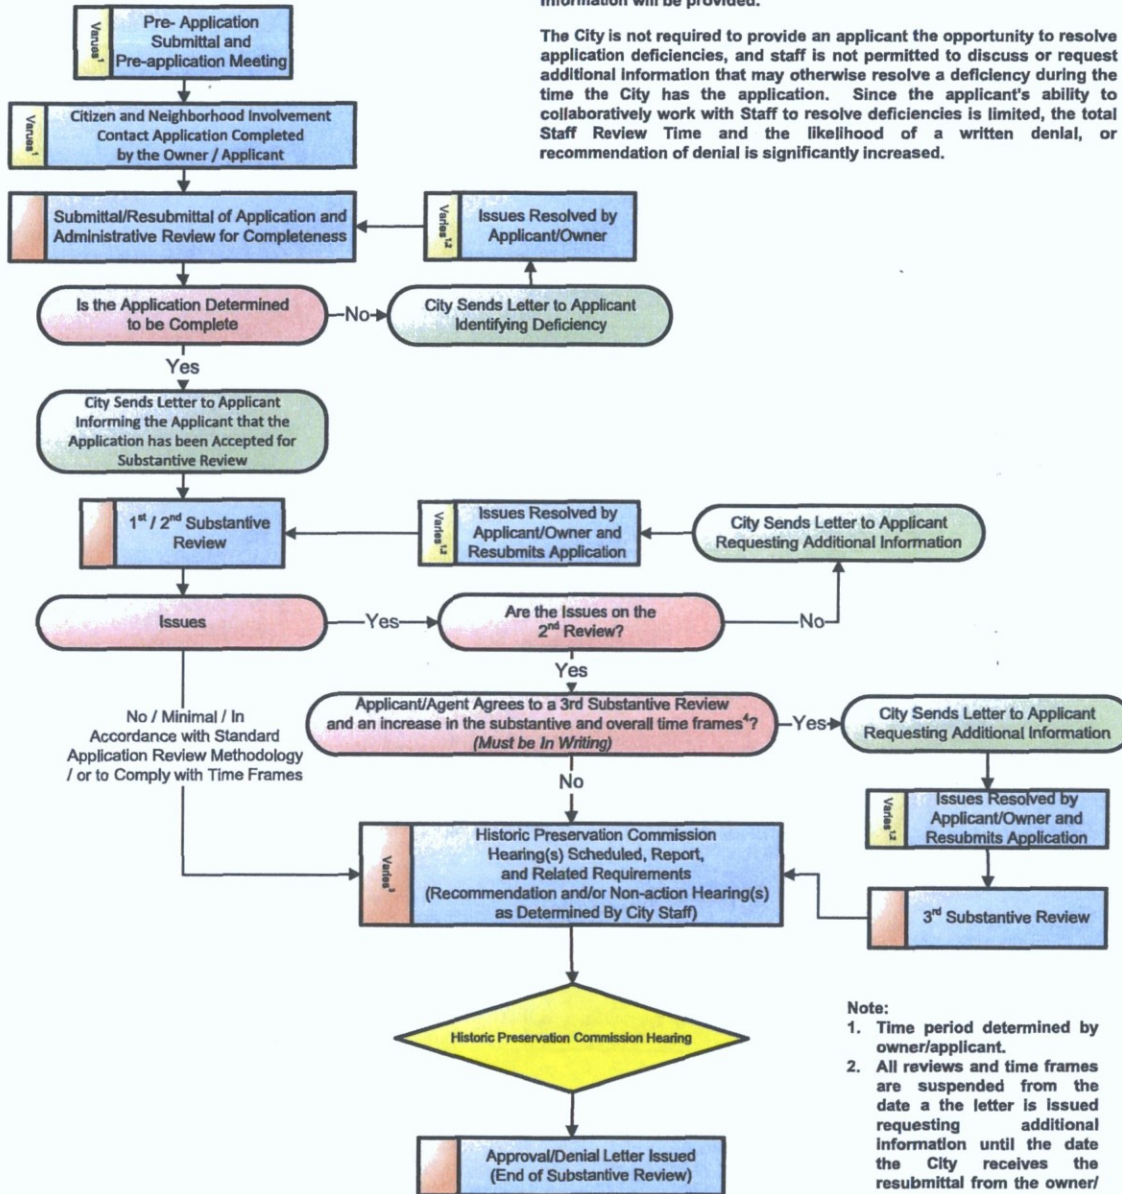 information will be provided.
The City is not required to provide an applicant the opportunity to resolve
application deficiencies, and staff is not permitted to discuss or request
additional information that may otherwise resolve a deficiency during the
time the City has the application. Since the applicant's ability to
collaboratively work with Staff to resolve deficiencies is limited, the total
Staff Review Time and the likelihood of a written denial, or
recommendation of denial is significantly increased.
Varues¹
Pre- Application
Submittal and
Pre-application Meeting
Varues¹
Citizen and Neighborhood Involvement
Contact Application Completed
by the Owner / Applicant
Submittal/Resubmittal of Application and
Administrative Review for Completeness
Varies¹,²
Issues Resolved by
Applicant/Owner
Is the Application Determined
to be Complete
No
City Sends Letter to Applicant
Identifying Deficiency
Yes
City Sends Letter to Applicant
Informing the Applicant that the
Application has been Accepted for
Substantive Review
1st / 2nd Substantive
Review
Varies¹,²
Issues Resolved by
Applicant/Owner and
Resubmits Application
City Sends Letter to Applicant
Requesting Additional Information
Issues
Yes
Are the Issues on the
2nd Review?
No
Yes
No / Minimal / In
Accordance with Standard
Application Review Methodology
/ or to Comply with Time Frames
Applicant/Agent Agrees to a 3rd Substantive Review
and an increase in the substantive and overall time frames⁴?
(Must be In Writing)
Yes
City Sends Letter to Applicant
Requesting Additional Information
No
Varies¹,²
Issues Resolved by
Applicant/Owner and
Resubmits Application
Varies³
Historic Preservation Commission
Hearing(s) Scheduled, Report,
and Related Requirements
(Recommendation and/or Non-action Hearing(s)
as Determined By City Staff)
3rd Substantive Review
Historic Preservation Commission Hearing
Approval/Denial Letter Issued
(End of Substantive Review)
Note:
1. Time period determined by
owner/applicant.
2. All reviews and time frames
are suspended from the
date a the letter is issued
requesting additional
information until the date
the City receives the
resubmittal from the owner/